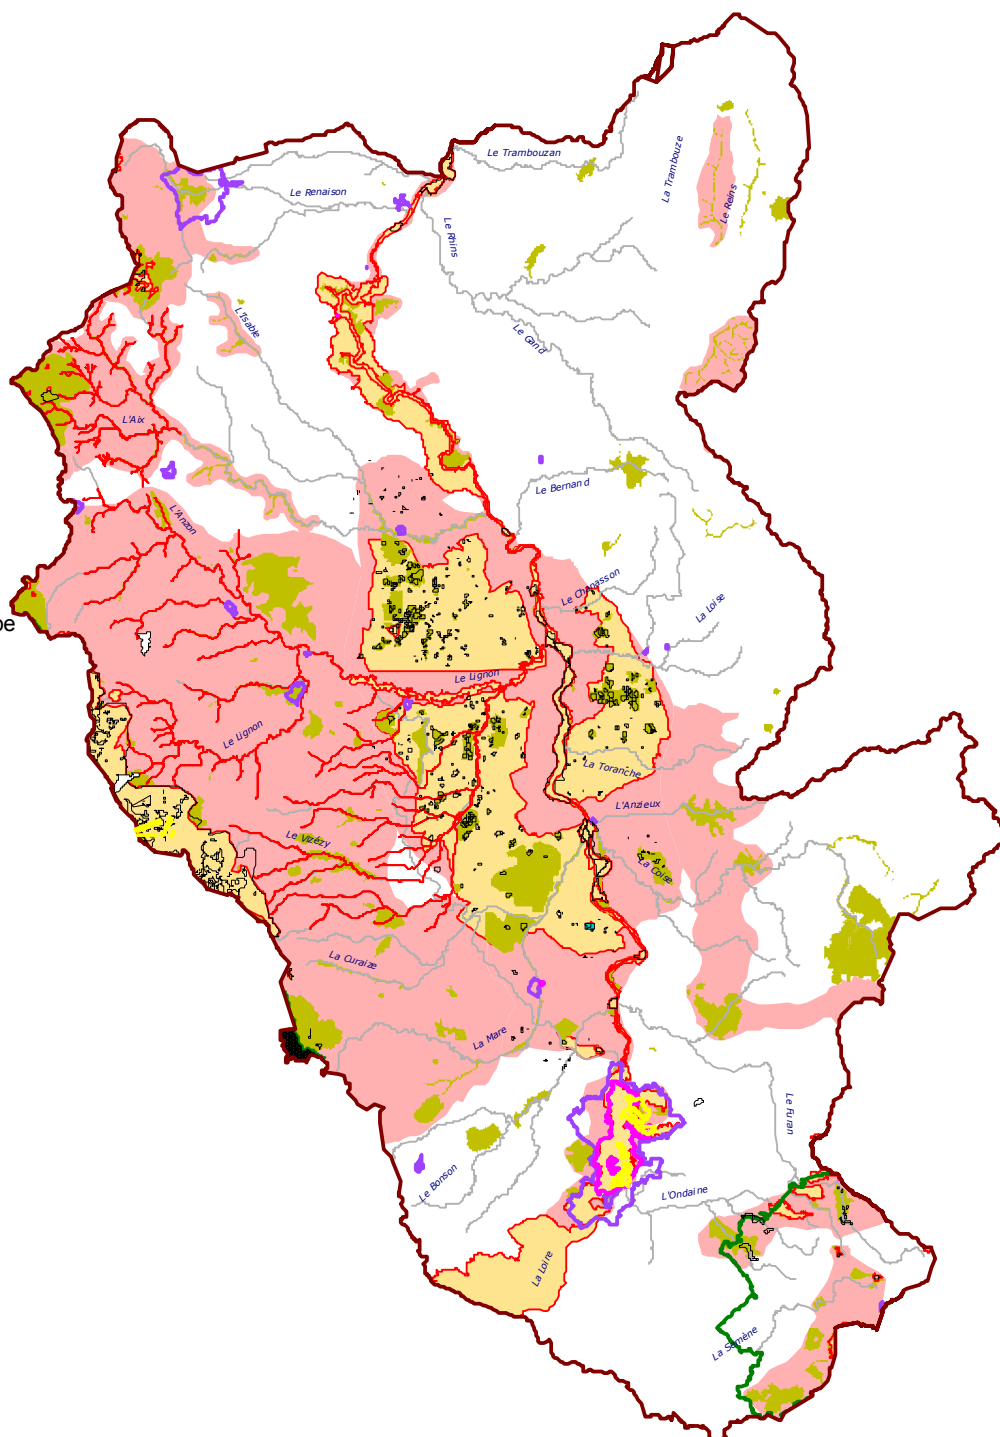 Le Trambouzan
La Trambouze
Le Renaison
Le Reins
Le Rhins
L'Isable
Le Gand
L'Aix
Le Bernand
L'Anzon
Le Chanasson
La Loise
pe
Le Lignon
Le Lignon
La Toranche
L'Anzieux
Le Vizézy
La Coise
La Curaize
La Mare
Le Furan
Le Bonson
L'Ondaine
La Loire
La Semène